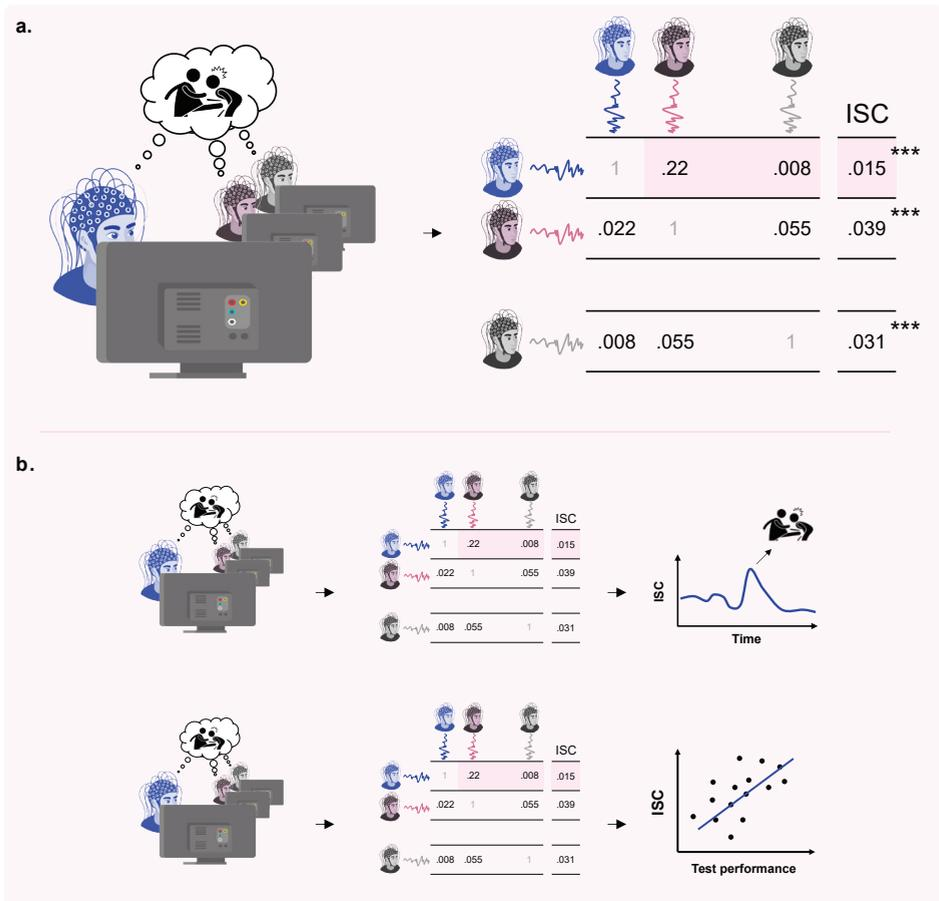 a.
ISC
1 .22 .008 .015 ***
.022 1 .055 .039 ***
.008 .055 1 .031 ***
b.
ISC
1 .22 .008 .015
.022 1 .055 .039
.008 .055 1 .031
ISC
Time
ISC
1 .22 .008 .015
.022 1 .055 .039
.008 .055 1 .031
ISC
Test performance